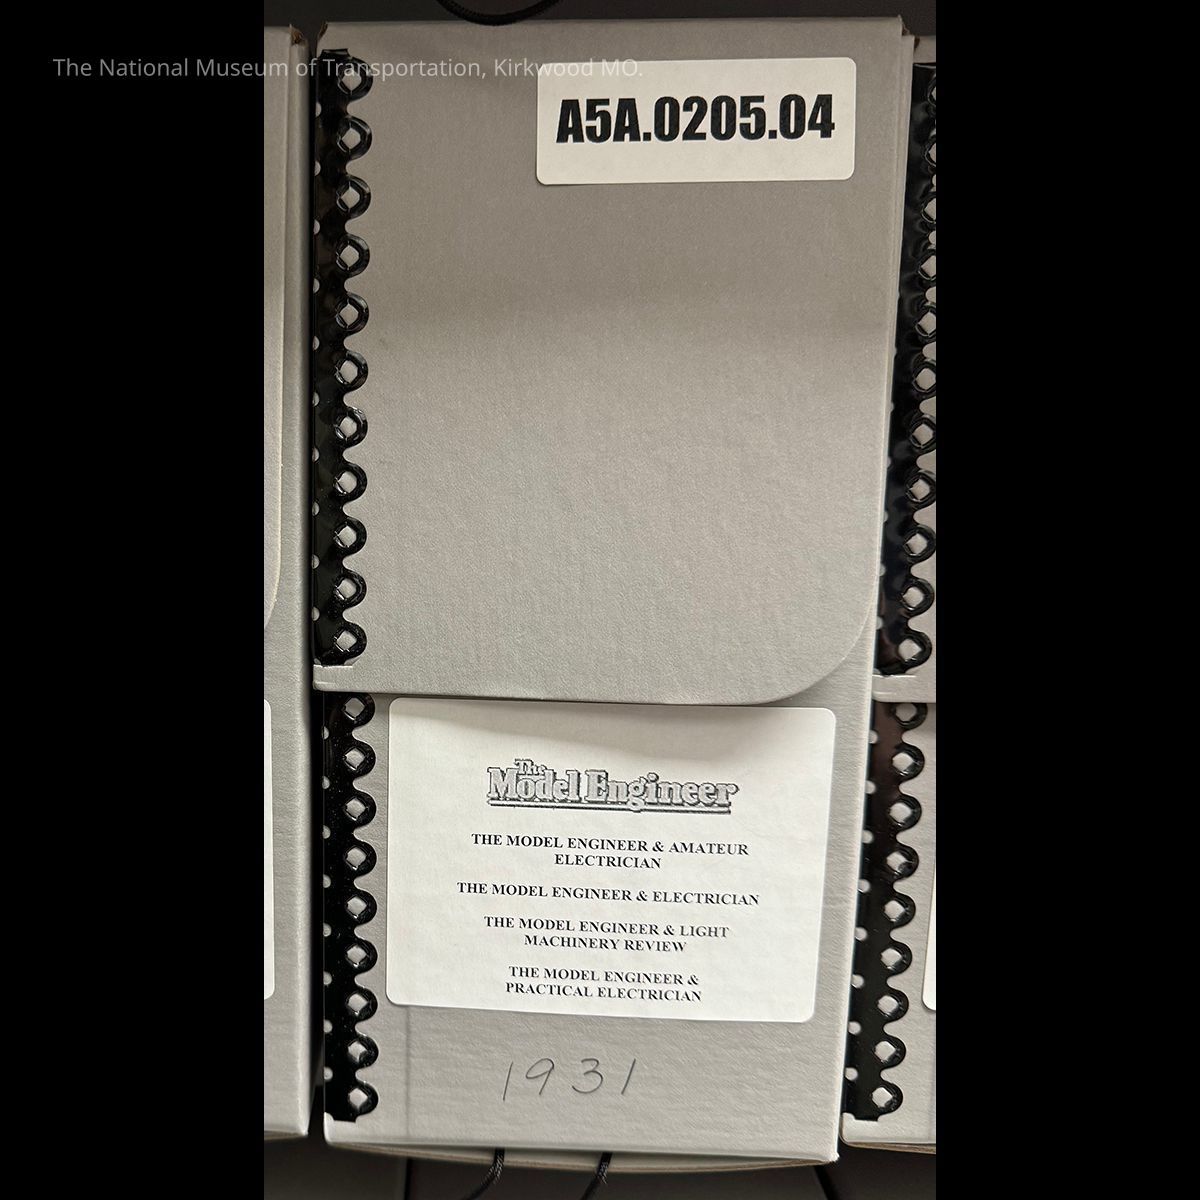 The National Museum of Transportation, Kirkwood MO.
A5A.0205.04
The
Model Engineer
THE MODEL ENGINEER & AMATEUR
ELECTRICIAN
THE MODEL ENGINEER & ELECTRICIAN
THE MODEL ENGINEER & LIGHT
MACHINERY REVIEW
THE MODEL ENGINEER &
PRACTICAL ELECTRICIAN
1931